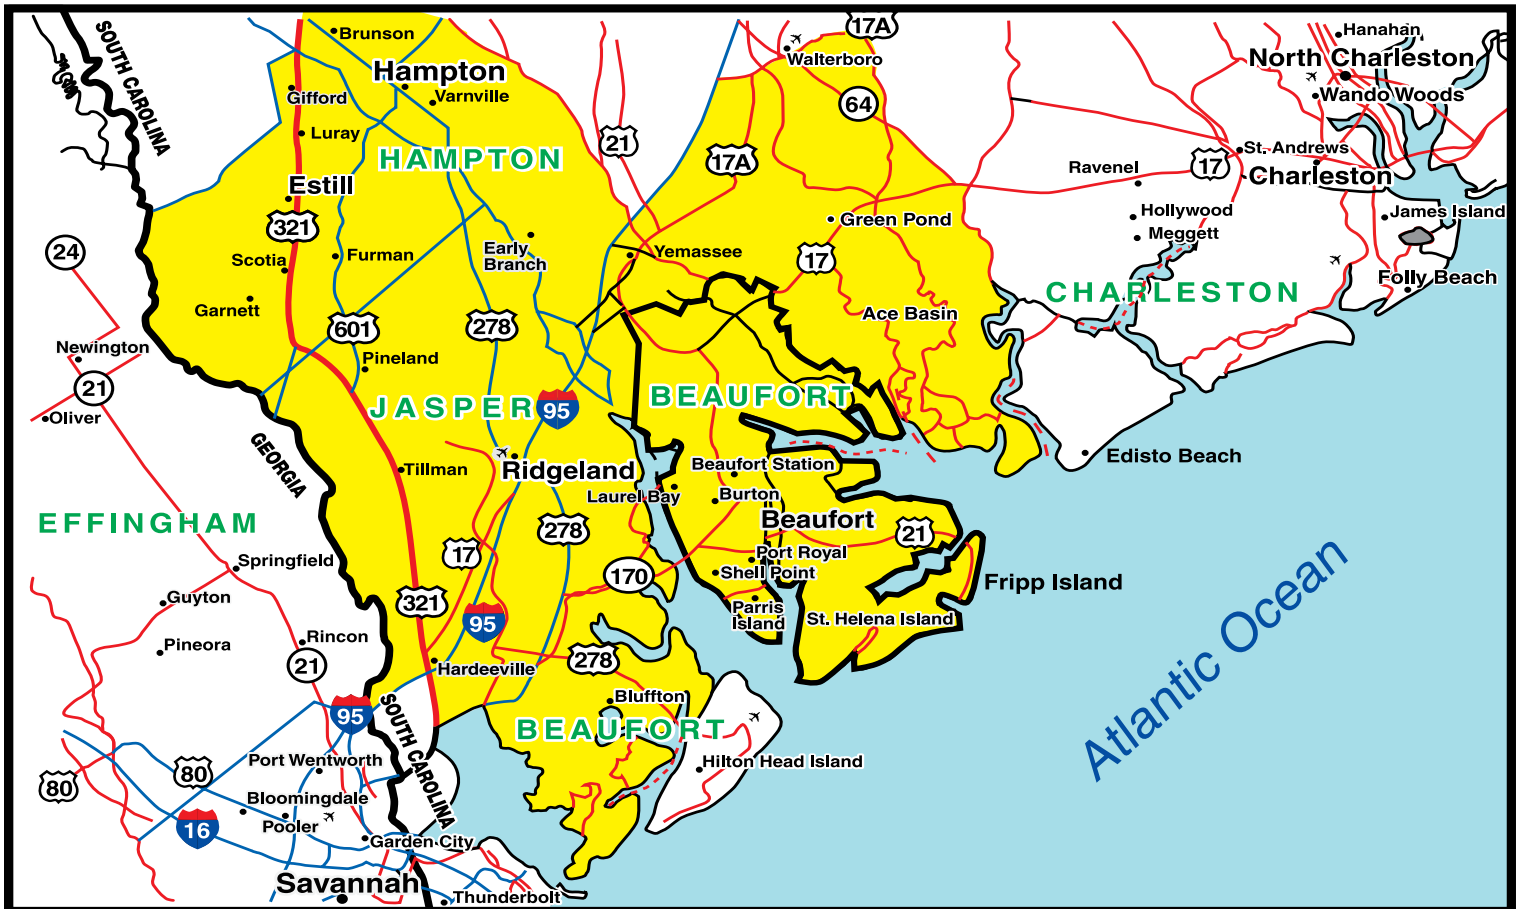 SOUTH CAROLINA
Brunson
17A
Hanahan
Walterboro
North Charleston
Hampton
Gifford
Varnville
64
Wando Woods
Luray
21
HAMPTON
17A
St. Andrews
Ravenel
17
Charleston
Estill
321
Green Pond
Hollywood
James Island
Meggett
24
Scotia
Furman
Early
Branch
Yemassee
17
Folly Beach
CHARLESTON
Garnett
601
278
Ace Basin
Newington
Pineland
21
JASPER
95
BEAUFORT
Oliver
GEORGIA
Tillman
Ridgeland
Beaufort Station
Edisto Beach
Laurel Bay
Burton
EFFINGHAM
Beaufort
278
21
17
Port Royal
Springfield
Shell Point
170
Fripp Island
Guyton
321
Parris
Island
St. Helena Island
95
Atlantic Ocean
Pineora
Rincon
21
Hardeeville
278
Bluffton
95
SOUTH CAROLINA
BEAUFORT
Port Wentworth
Hilton Head Island
80
80
Bloomingdale
Pooler
16
Garden City
Savannah
Thunderbolt